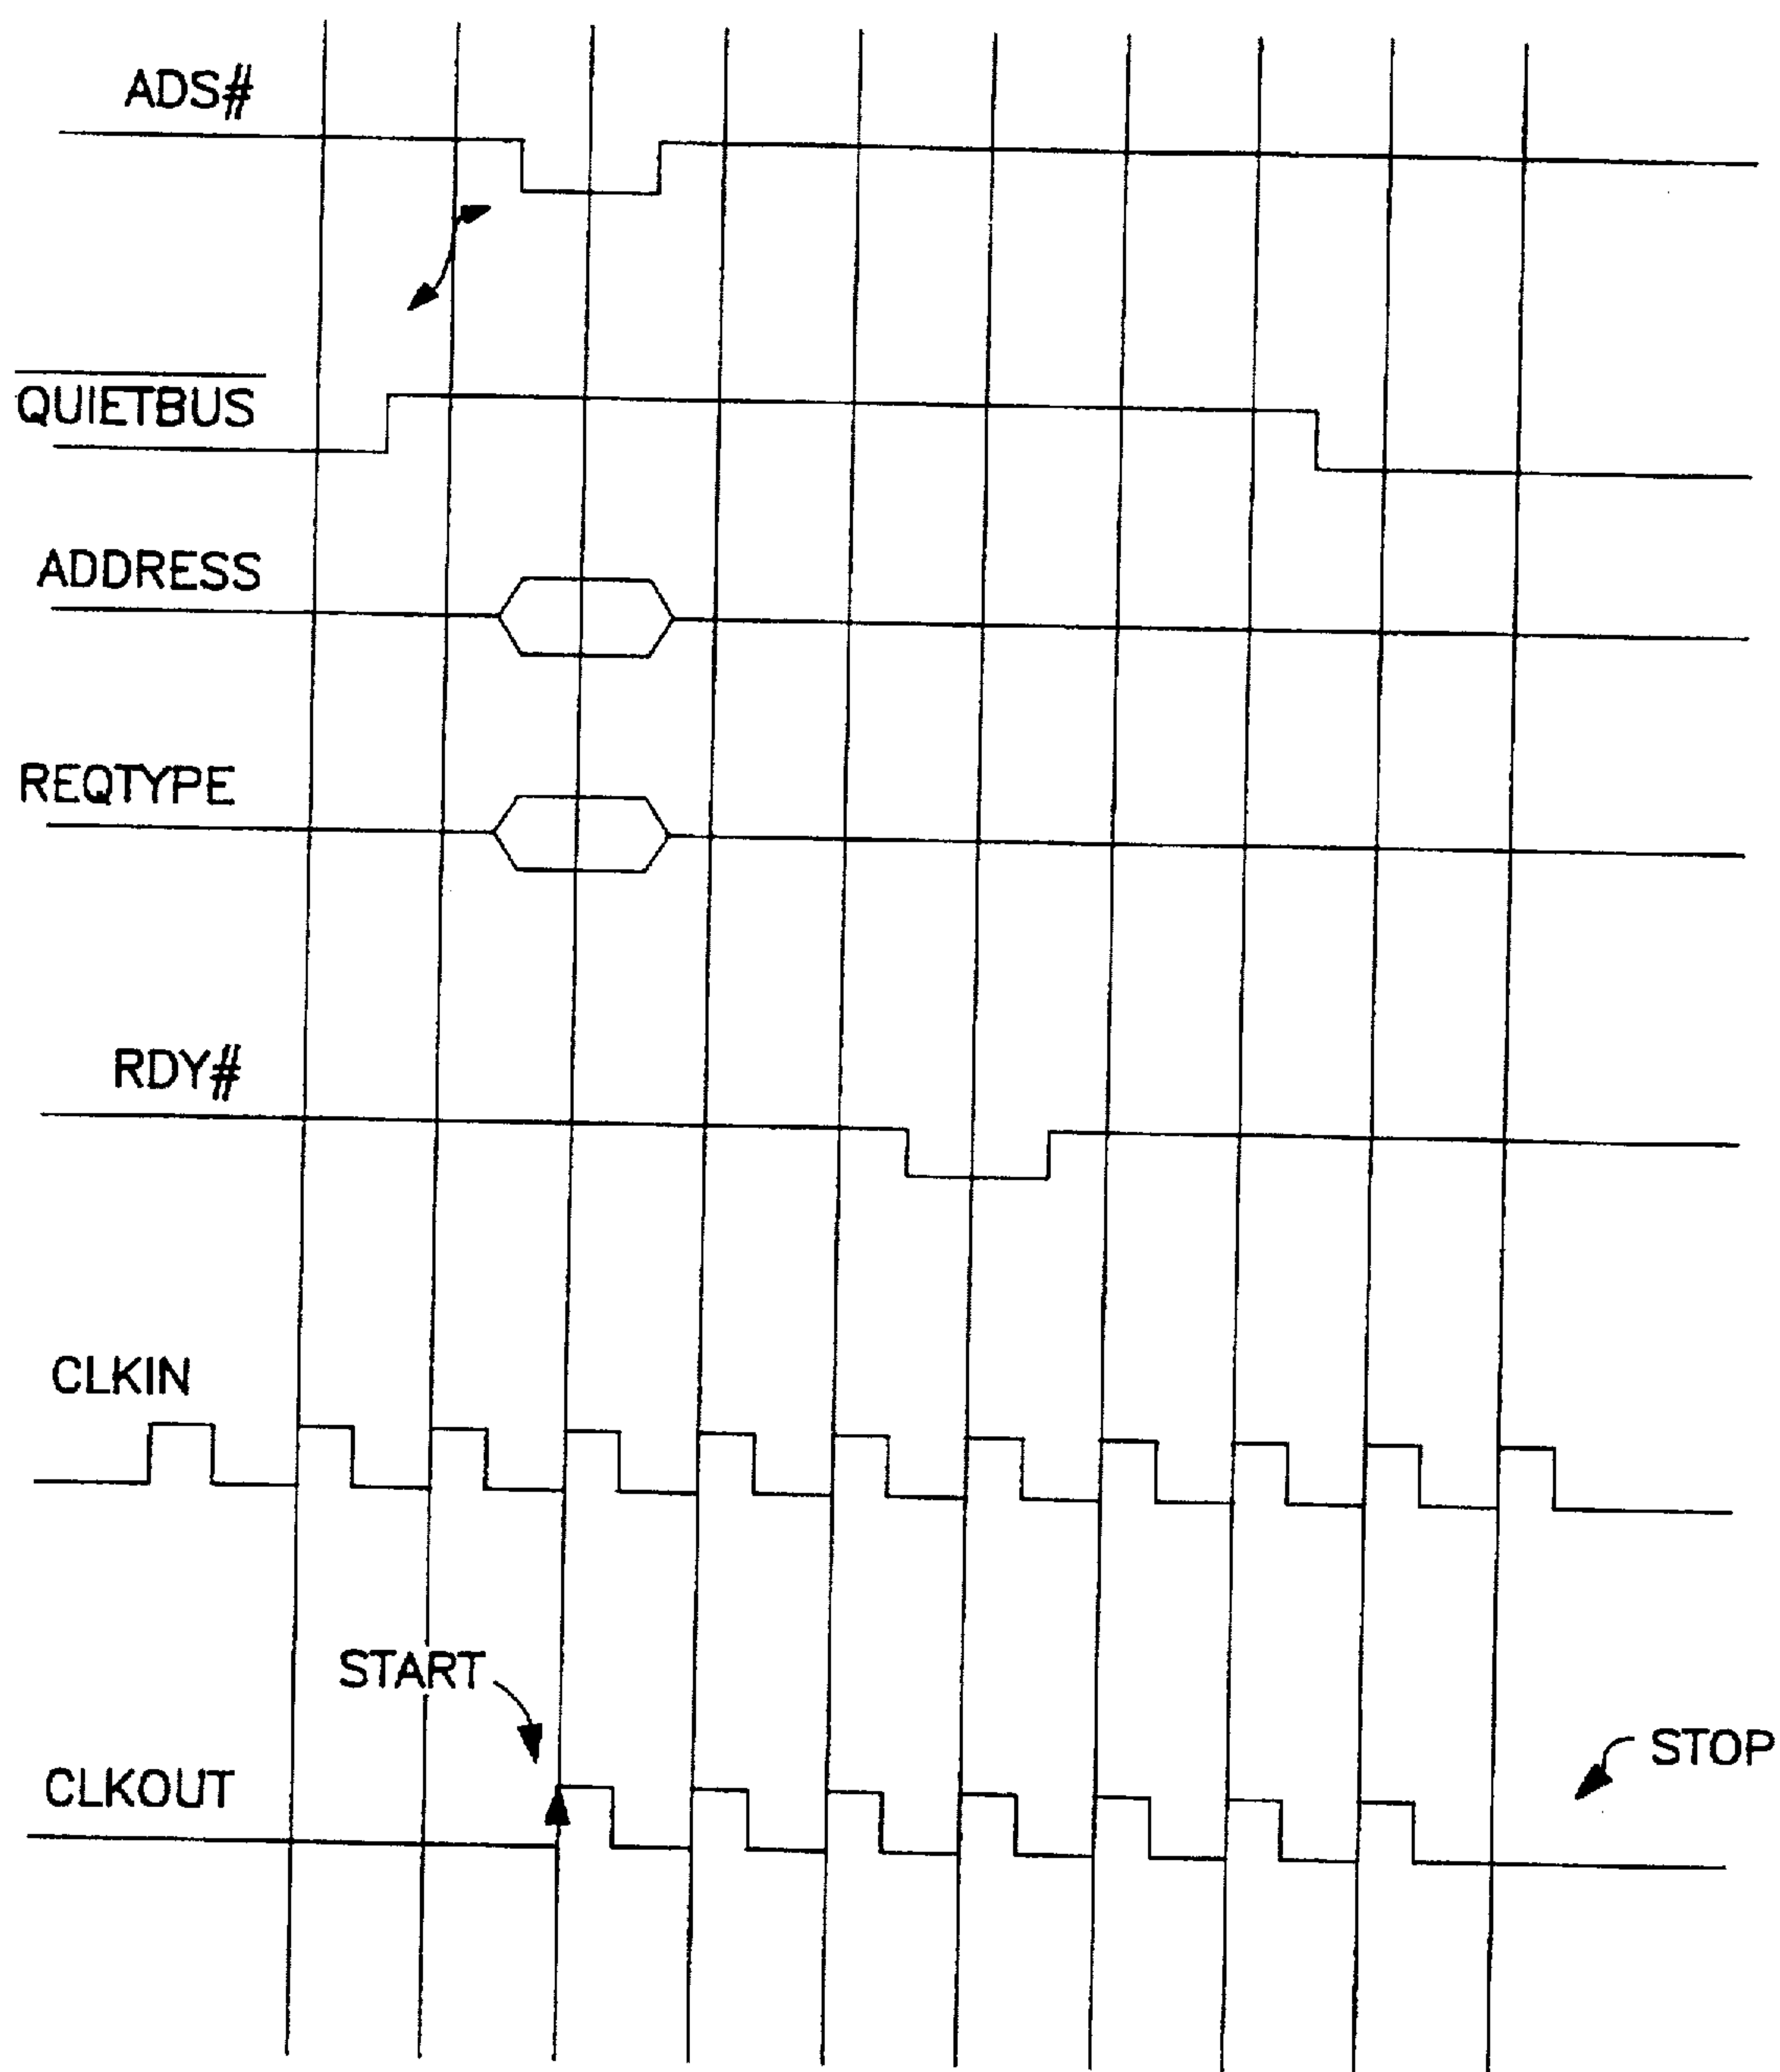 ADS#
QUIETBUS
ADDRESS
REQTYPE
RDY#
CLKIN
START
STOP
CLKOUT